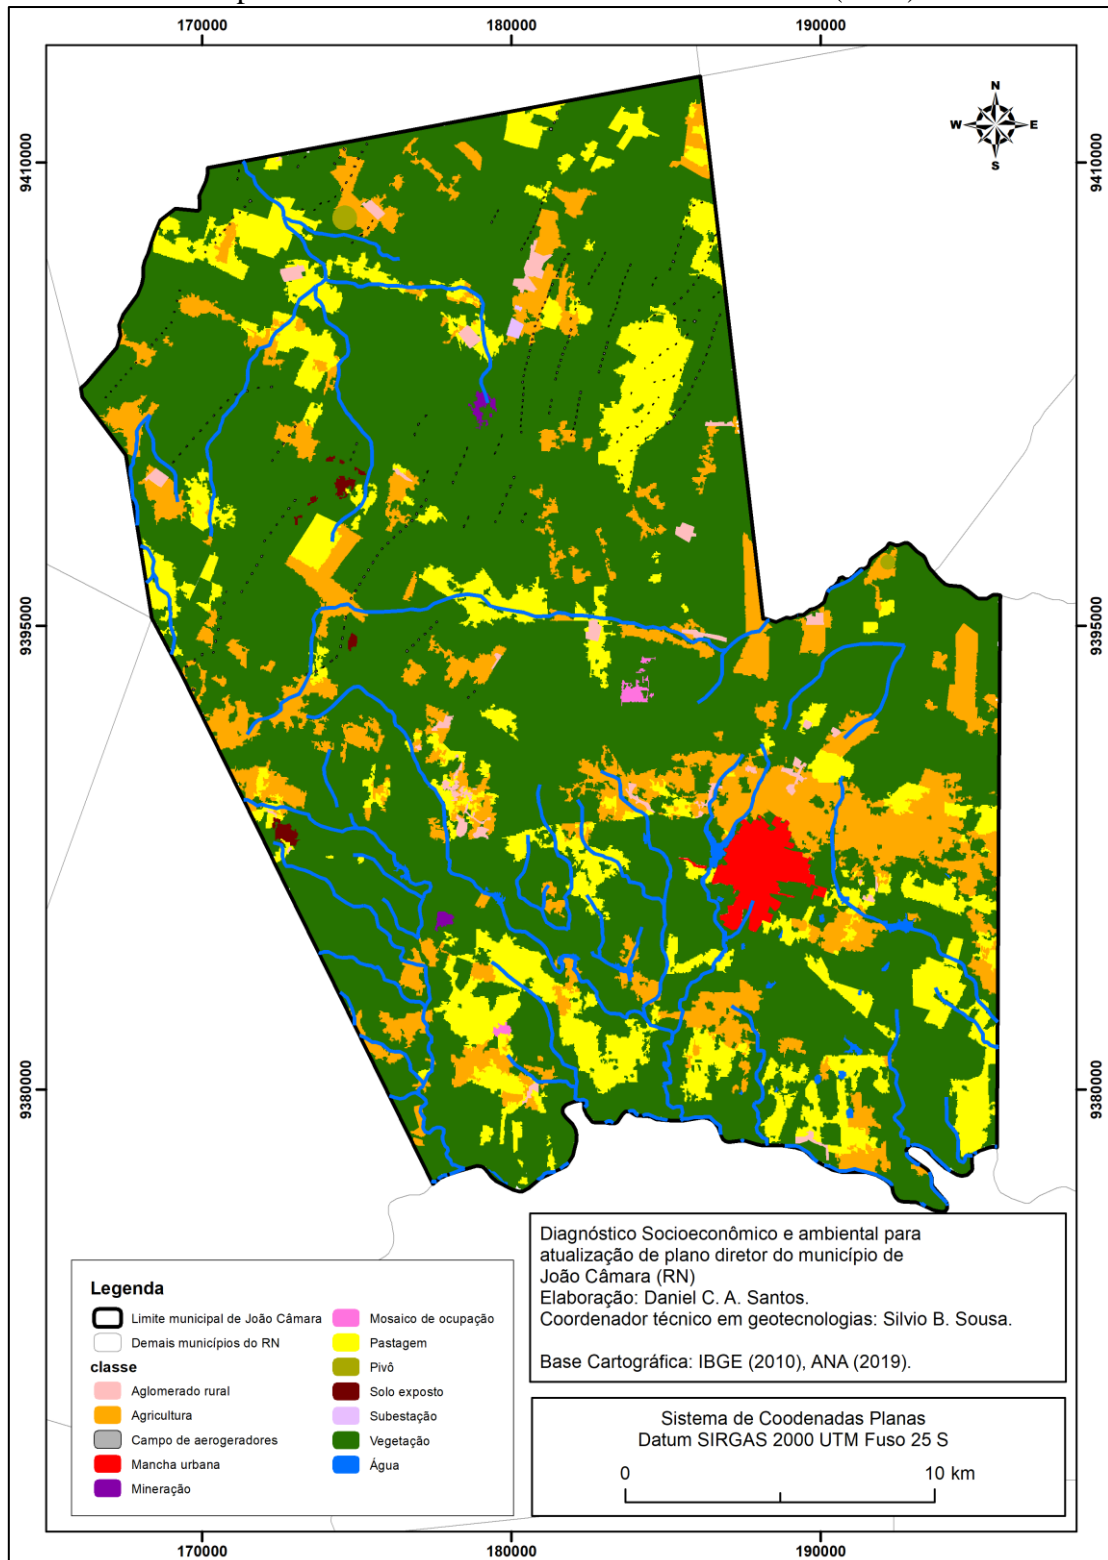 170000
180000
190000
N
W
E
S
9410000
9410000
9395000
9395000
9380000
9380000
Diagnóstico Socioeconômico e ambiental para
atualização de plano diretor do município de
João Câmara (RN)
Elaboração: Daniel C. A. Santos.
Coordenador técnico em geotecnologias: Silvio B. Sousa.
Base Cartográfica: IBGE (2010), ANA (2019).
Legenda
Limite municipal de João Câmara
Demais municípios do RN
classe
Aglomerado rural
Agricultura
Campo de aerogeradores
Mancha urbana
Mineração
Mosaico de ocupação
Pastagem
Pivô
Solo exposto
Subestação
Vegetação
Água
Sistema de Coodenadas Planas
Datum SIRGAS 2000 UTM Fuso 25 S
0
10 km
170000
180000
190000